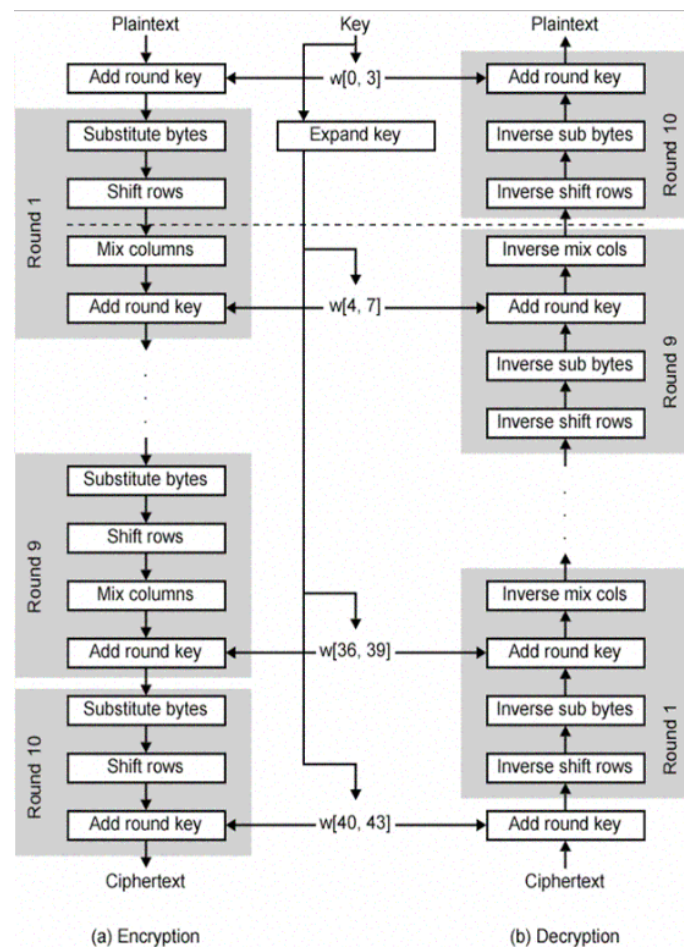 Plaintext
Key
Plaintext
Add round key
w[0, 3]
Add round key
Substitute bytes
Expand key
Inverse sub bytes
Round 10
Shift rows
Inverse shift rows
Round 1
Mix columns
Inverse mix cols
Add round key
w[4, 7]
Add round key
Inverse sub bytes
Round 9
Inverse shift rows
Substitute bytes
Shift rows
Round 9
Mix columns
Inverse mix cols
Add round key
w[36, 39]
Add round key
Substitute bytes
Inverse sub bytes
Round 1
Round 10
Shift rows
Inverse shift rows
Add round key
w[40, 43]
Add round key
Ciphertext
Ciphertext
(a) Encryption
(b) Decryption